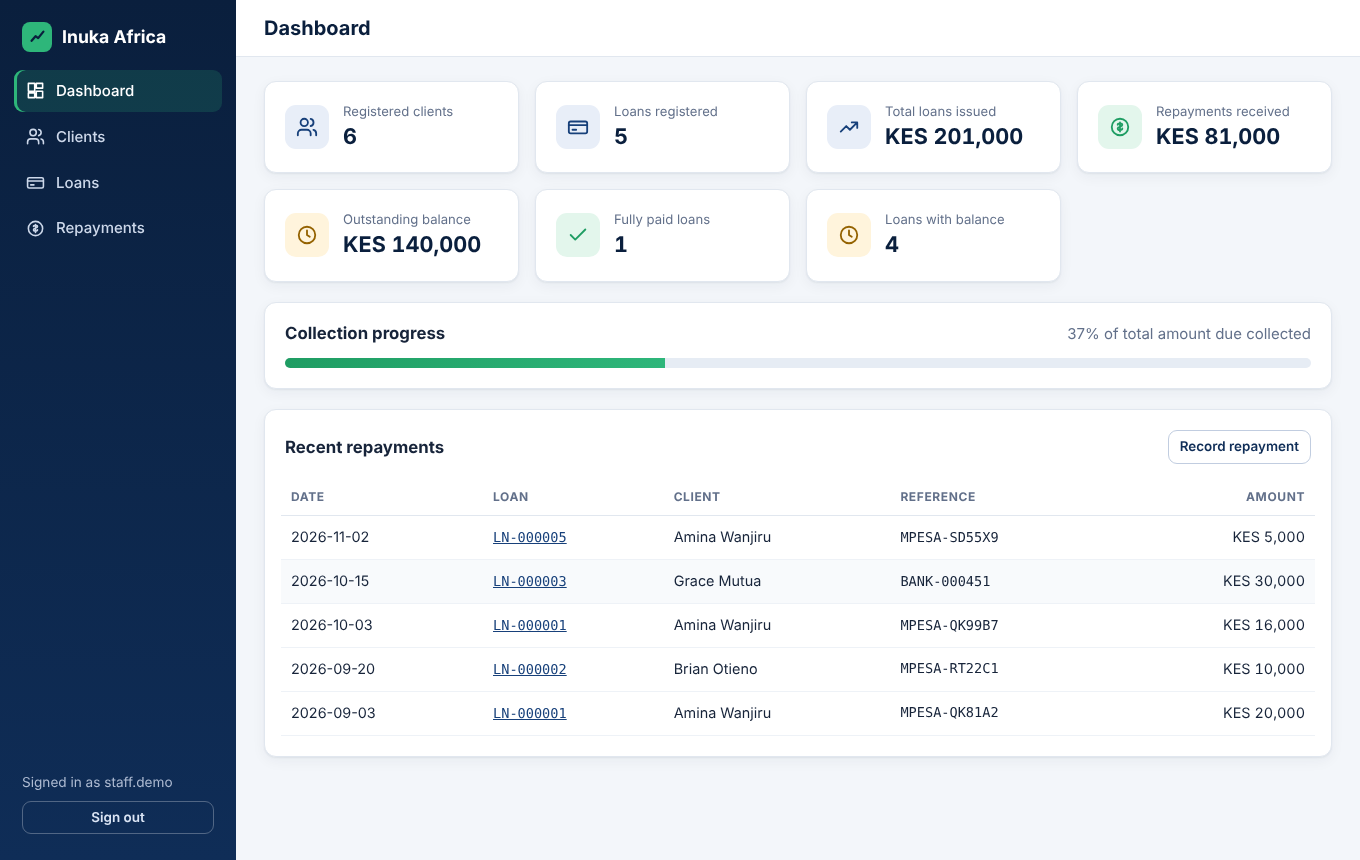 Inuka Africa
Dashboard
Clients
Loans
Repayments
Signed in as staff.demo
Sign out
Dashboard
Registered clients
6
Loans registered
5
Total loans issued
KES 201,000
Repayments received
KES 81,000
Outstanding balance
KES 140,000
Fully paid loans
1
Loans with balance
4
Collection progress
37% of total amount due collected
Recent repayments
Record repayment
DATE LOAN CLIENT REFERENCE AMOUNT
2026-11-02 LN-000005 Amina Wanjiru MPESA-SD55X9 KES 5,000
2026-10-15 LN-000003 Grace Mutua BANK-000451 KES 30,000
2026-10-03 LN-000001 Amina Wanjiru MPESA-QK99B7 KES 16,000
2026-09-20 LN-000002 Brian Otieno MPESA-RT22C1 KES 10,000
2026-09-03 LN-000001 Amina Wanjiru MPESA-QK81A2 KES 20,000